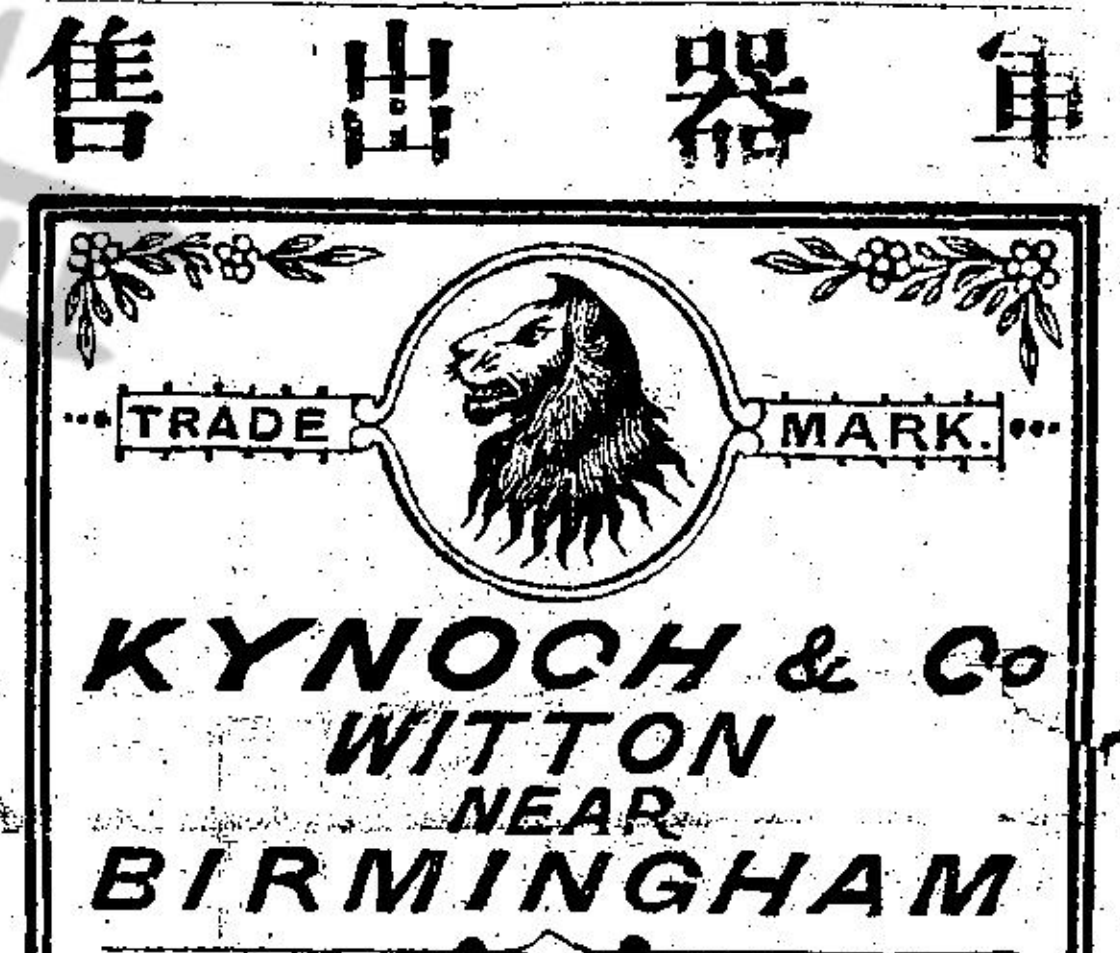 軍器出售
TRADE MARK.
KYNOCH & Co
WITTON
NEAR
BIRMINGHAM